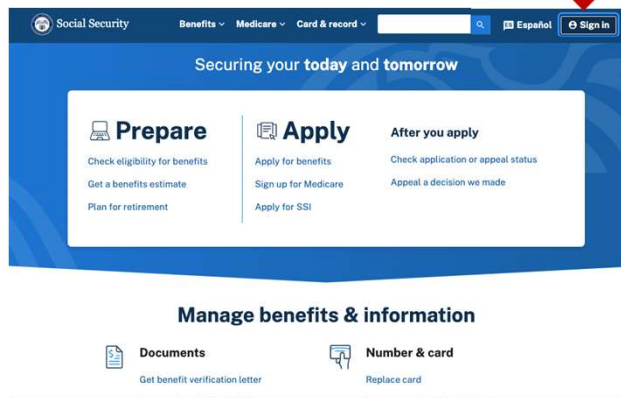 Social Security Benefits Medicare Card & record Español Sign in
Securing your today and tomorrow
Prepare
Check eligibility for benefits
Get a benefits estimate
Plan for retirement
Apply
Apply for benefits
Sign up for Medicare
Apply for SSI
After you apply
Check application or appeal status
Appeal a decision we made
Manage benefits & information
Documents
Get benefit verification letter
Number & card
Replace card